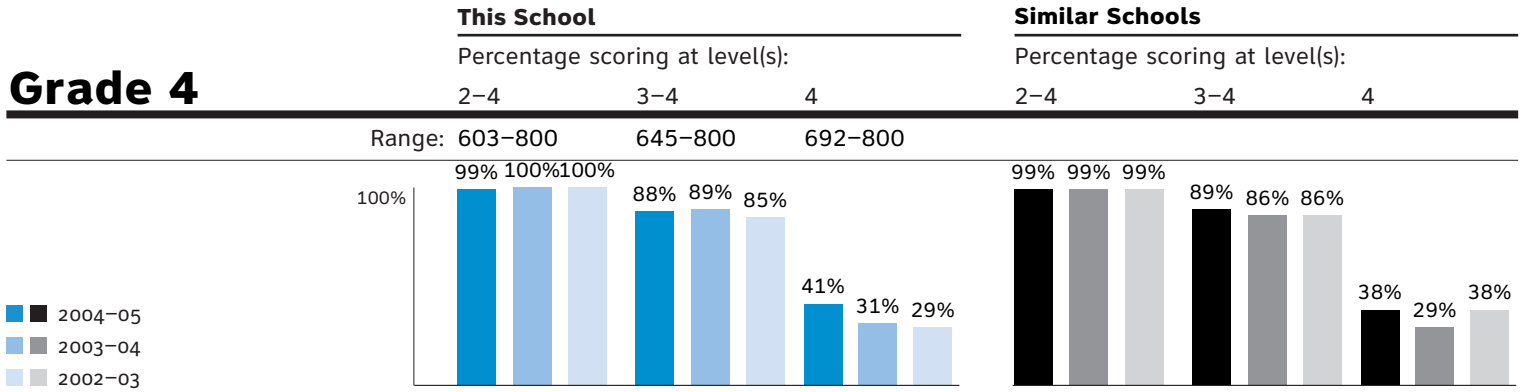 This School Similar Schools
Percentage scoring at level(s): Percentage scoring at level(s):
Grade 4 2–4 3–4 4 2–4 3–4 4
Range: 603–800 645–800 692–800
99% 100% 100% 88% 89% 85% 41% 31% 29% 99% 99% 99% 89% 86% 86% 38% 29% 38%
100%
2004–05
2003–04
2002–03